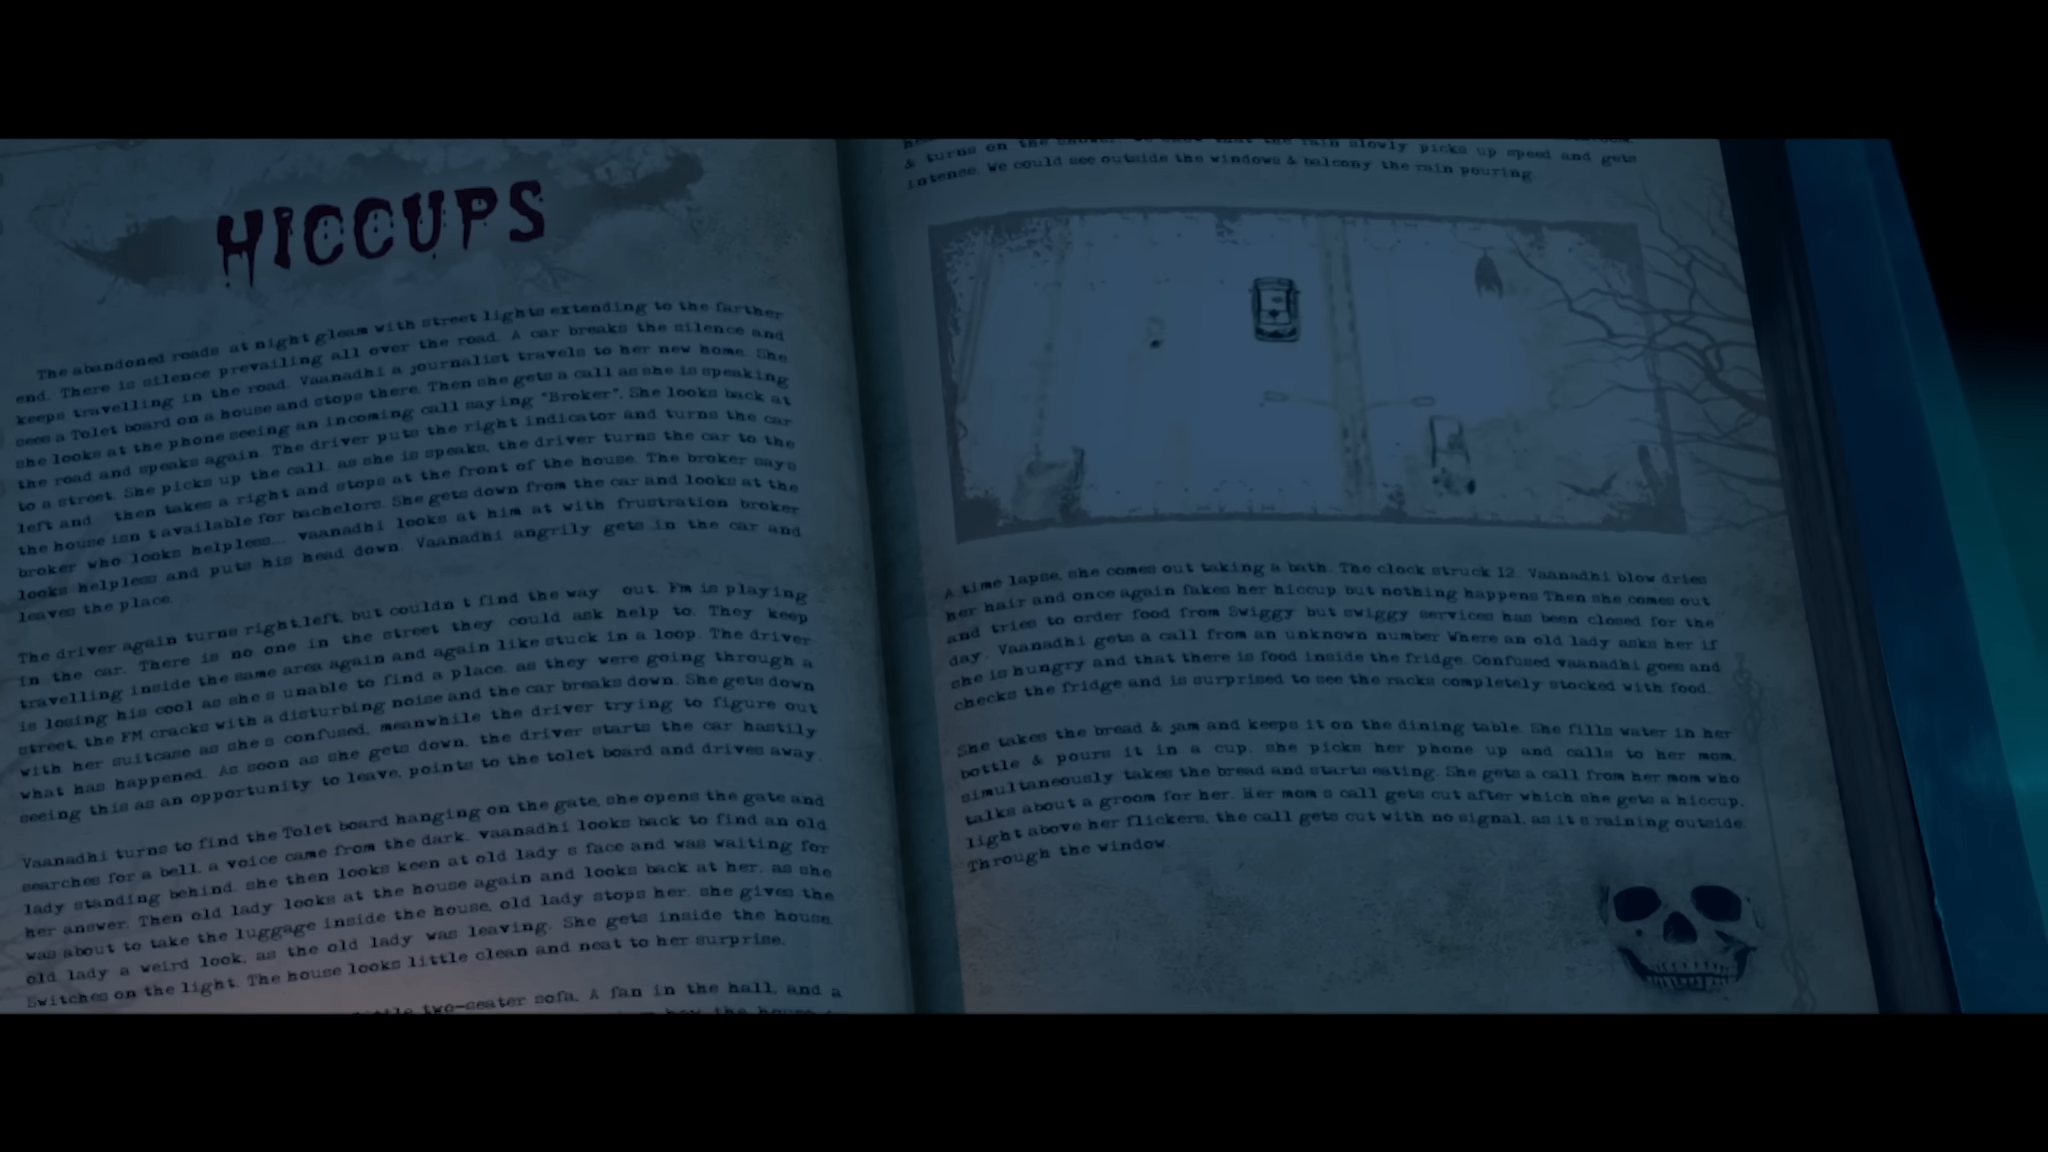 HICCUPS
The abandoned roads at night gleam with street lights extending to the farther
end. There is silence prevailing all over the road. A car breaks the silence and
keeps travelling in the road. Vaanadhi a journalist travels to her new home. She
sees a Tolet board on a house and stops there. Then she gets a call as she is speaking
she looks at the phone seeing an incoming call saying "Broker". She looks back at
the road and speaks again. The driver puts the right indicator and turns the car
to a street. She picks up the call, as she is speaks, the driver turns the car to the
left and then takes a right and stops at the front of the house. The broker says
the house isn t available for bachelors. She gets down from the car and looks at the
broker who looks helpless... vaanadhi looks at him at with frustration broker
looks helpless and puts his head down. Vaanadhi angrily gets in the car and
leaves the place.
The driver again turns right,left, but couldn t find the way out. Fm is playing
in the car. There is no one in the street they could ask help to. They keep
travelling inside the same area again and again like stuck in a loop. The driver
is losing his cool as she s unable to find a place, as they were going through a
street, the FM cracks with a disturbing noise and the car breaks down. She gets down
with her suitcase as she s confused, meanwhile the driver trying to figure out
what has happened. As soon as she gets down, the driver starts the car hastily
seeing this as an opportunity to leave, points to the tolet board and drives away.
Vaanadhi turns to find the Tolet board hanging on the gate, she opens the gate and
searches for a bell, a voice came from the dark, vaanadhi looks back to find an old
lady standing behind, she then looks keen at old lady s face and was waiting for
her answer. Then old lady looks at the house again and looks back at her, as she
was about to take the luggage inside the house, old lady stops her, she gives the
old lady a weird look, as the old lady was leaving. She gets inside the house.
Switches on the light. The house looks little clean and neat to her surprise.
two-seater sofa. A fan in the hall, and a
& turns on the shower. that the rain slowly picks up speed and gets
intense. We could see outside the windows & balcony the rain pouring.
A time lapse, she comes out taking a bath. The clock struck 12. Vaanadhi blow dries
her hair and once again fakes her hiccup but nothing happens Then she comes out
and tries to order food from Swiggy but swiggy services has been closed for the
day. Vaanadhi gets a call from an unknown number Where an old lady asks her if
she is hungry and that there is food inside the fridge. Confused vaanadhi goes and
checks the fridge and is surprised to see the racks completely stocked with food.
She takes the bread & jam and keeps it on the dining table. She fills water in her
bottle & pours it in a cup, she picks her phone up and calls to her mom,
simultaneously takes the bread and starts eating. She gets a call from her mom who
talks about a groom for her. Her mom s call gets cut after which she gets a hiccup,
light above her flickers, the call gets cut with no signal, as it s raining outside.
Through the window.